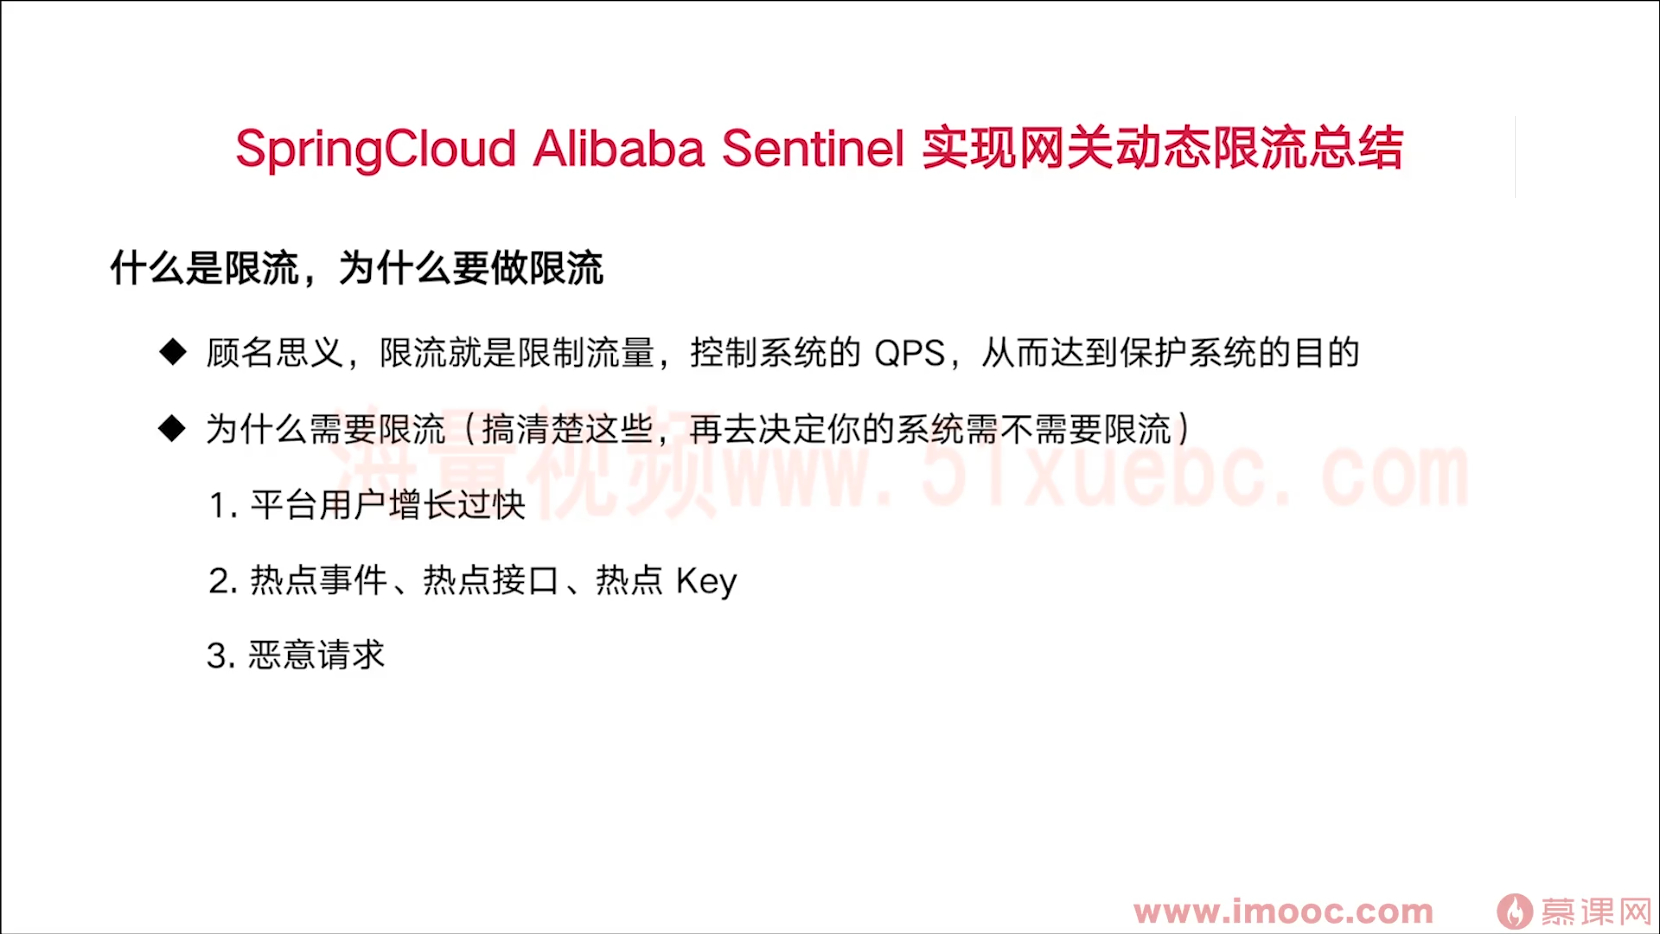 SpringCloud Alibaba Sentinel 实现网关动态限流总结
什么是限流，为什么要做限流
◆ 顾名思义，限流就是限制流量，控制系统的 QPS，从而达到保护系统的目的
◆ 为什么需要限流（搞清楚这些，再去决定你的系统需不需要限流）
海量视频www.51xuebc.com
1. 平台用户增长过快
2. 热点事件、热点接口、热点 Key
3. 恶意请求
www.imooc.com 慕课网